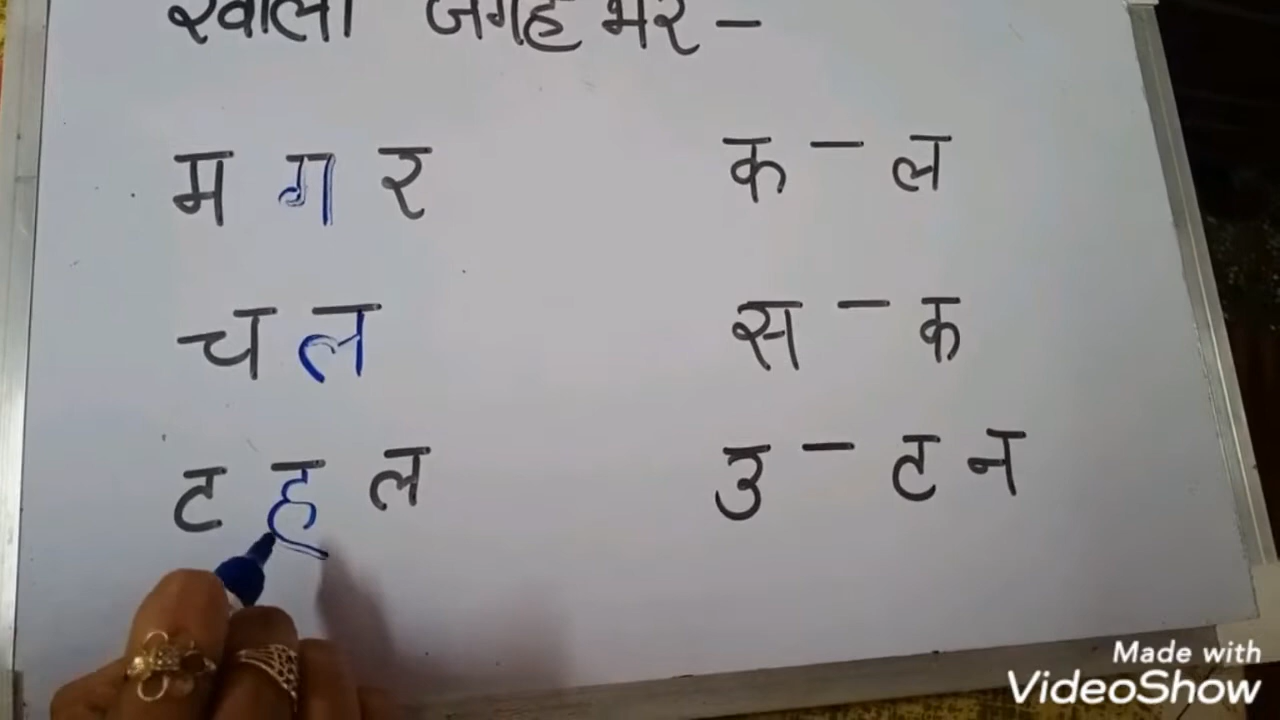 खाली जगह भरे -
म ग र क - ल
च ल स - क
ट ह ल उ - ट न
Made with
VideoShow